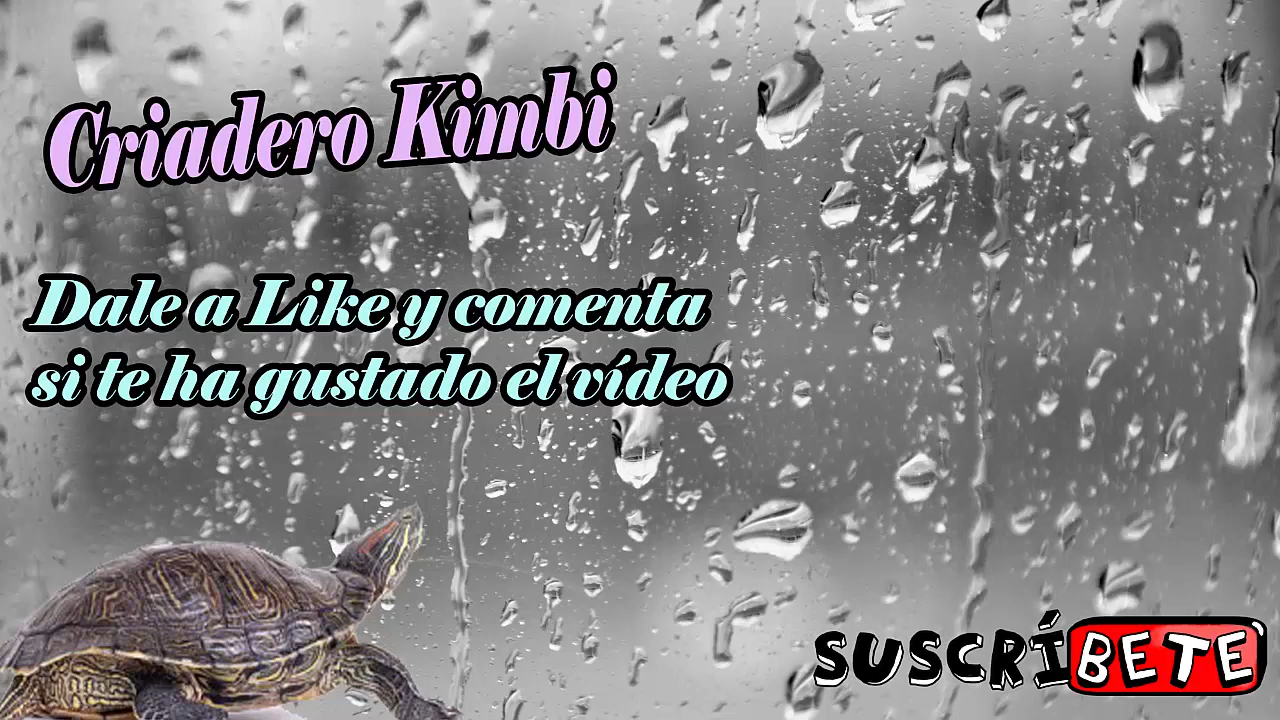 Criadero Kimbi
Dale a Like y comenta
si te ha gustado el vídeo
SUSCRÍBETE